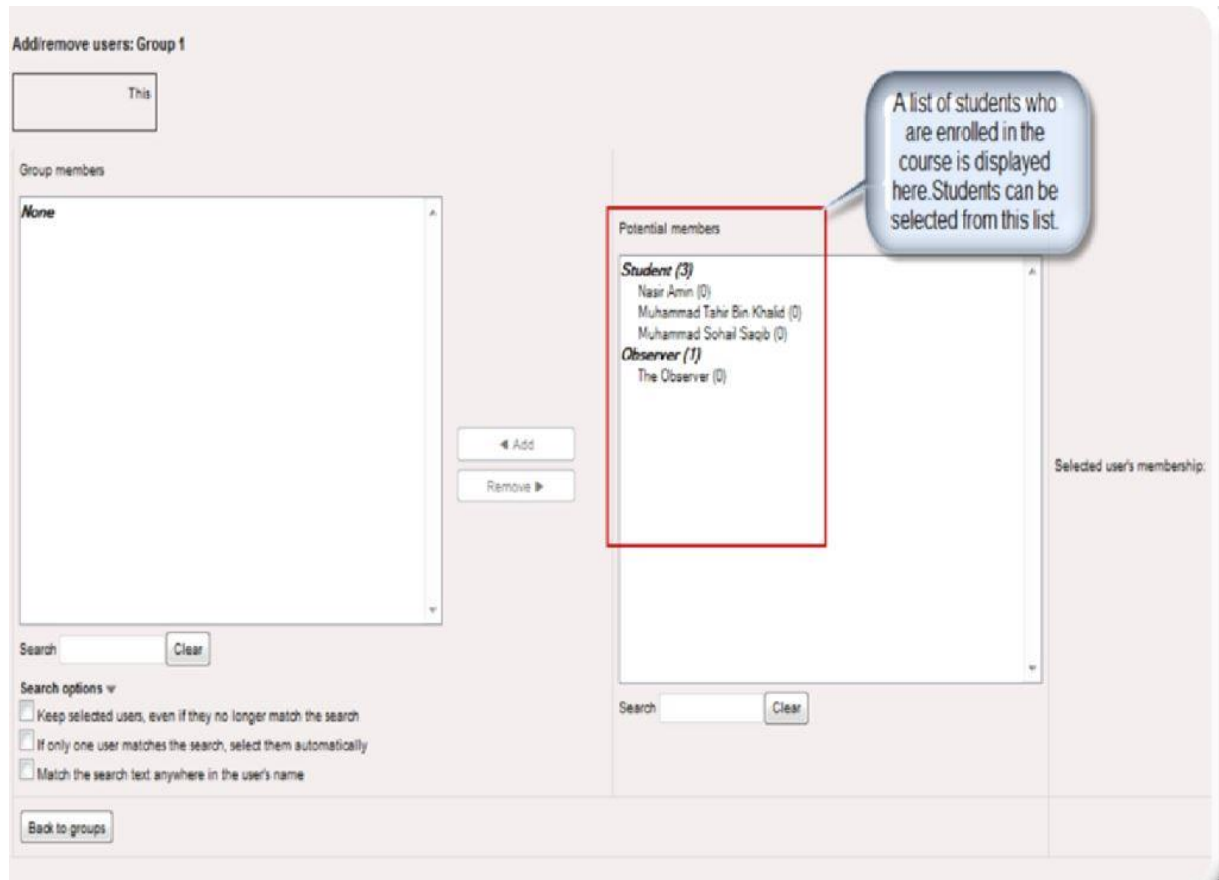 Add/remove users: Group 1
This
A list of students who
are enrolled in the
course is displayed
here.Students can be
selected from this list.
Group members
None
Potential members
Student (3)
Nasir Amin (0)
Muhammad Tahir Bin Khalid (0)
Muhammad Sohail Saqib (0)
Observer (1)
The Observer (0)
◄ Add
Remove ►
Selected user's membership:
Search
Clear
Search options ▼
Keep selected users, even if they no longer match the search
If only one user matches the search, select them automatically
Match the search text anywhere in the user's name
Search
Clear
Back to groups